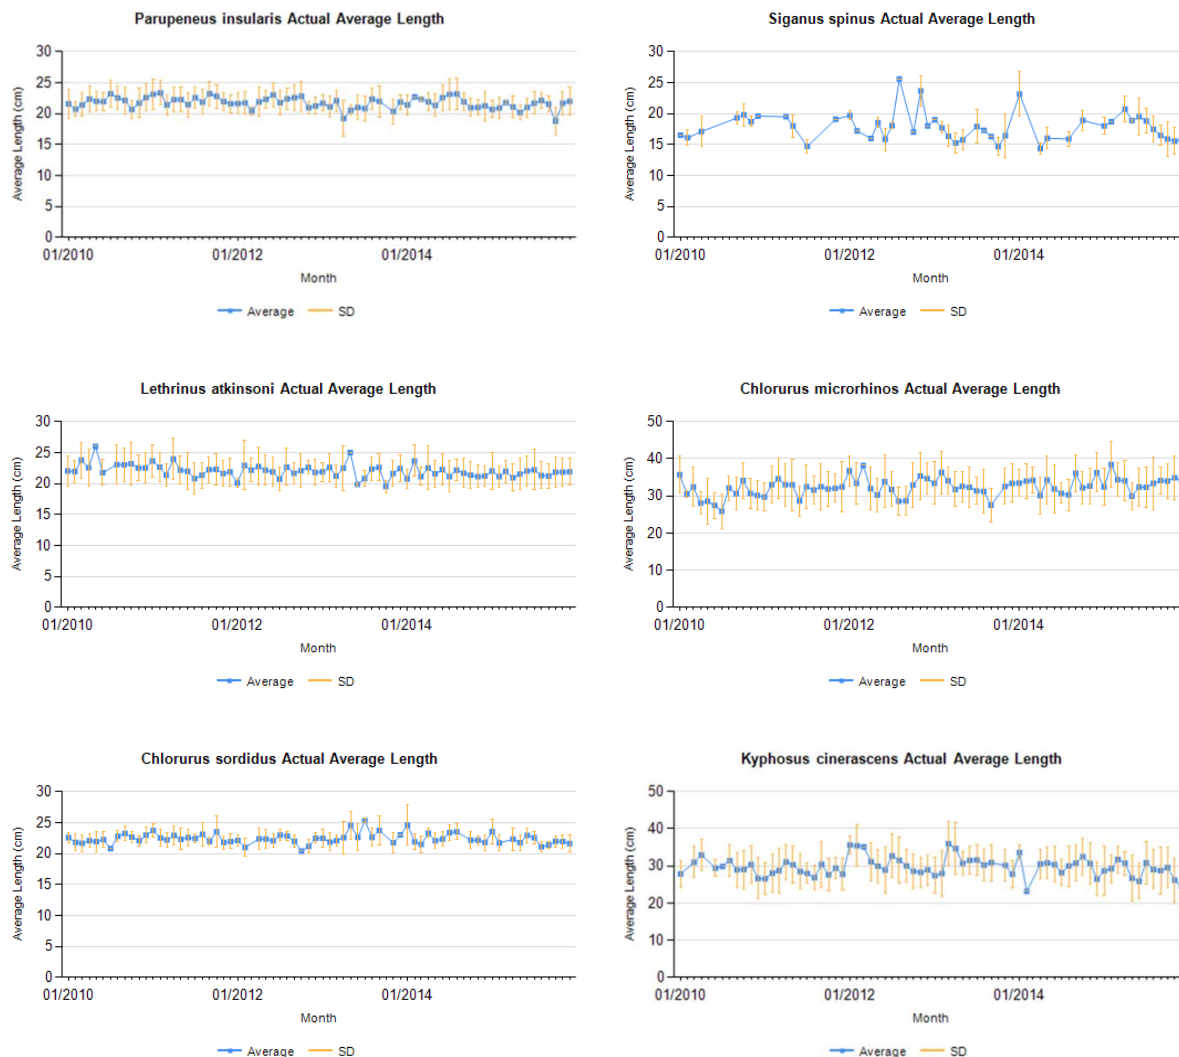 Parupeneus insularis Actual Average Length
Average Length (cm)
30
25
20
15
10
5
0
01/2010
01/2012
01/2014
Month
Average
SD
Siganus spinus Actual Average Length
Average Length (cm)
30
25
20
15
10
5
0
01/2010
01/2012
01/2014
Month
Average
SD
Lethrinus atkinsoni Actual Average Length
Average Length (cm)
30
25
20
15
10
5
0
01/2010
01/2012
01/2014
Month
Average
SD
Chlorurus microrhinos Actual Average Length
Average Length (cm)
50
40
30
20
10
0
01/2010
01/2012
01/2014
Month
Average
SD
Chlorurus sordidus Actual Average Length
Average Length (cm)
30
25
20
15
10
5
0
01/2010
01/2012
01/2014
Month
Average
SD
Kyphosus cinerascens Actual Average Length
Average Length (cm)
50
40
30
20
10
0
01/2010
01/2012
01/2014
Month
Average
SD